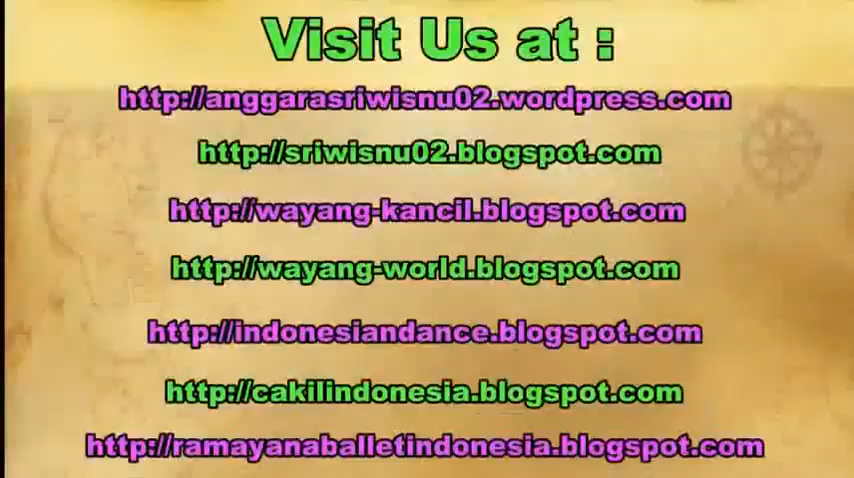 Visit Us at :
http://anggarasriwisnu02.wordpress.com
http://sriwisnu02.blogspot.com
http://wayang-kancil.blogspot.com
http://wayang-world.blogspot.com
http://indonesiandance.blogspot.com
http://cakilindonesia.blogspot.com
http://ramayanaballetindonesia.blogspot.com